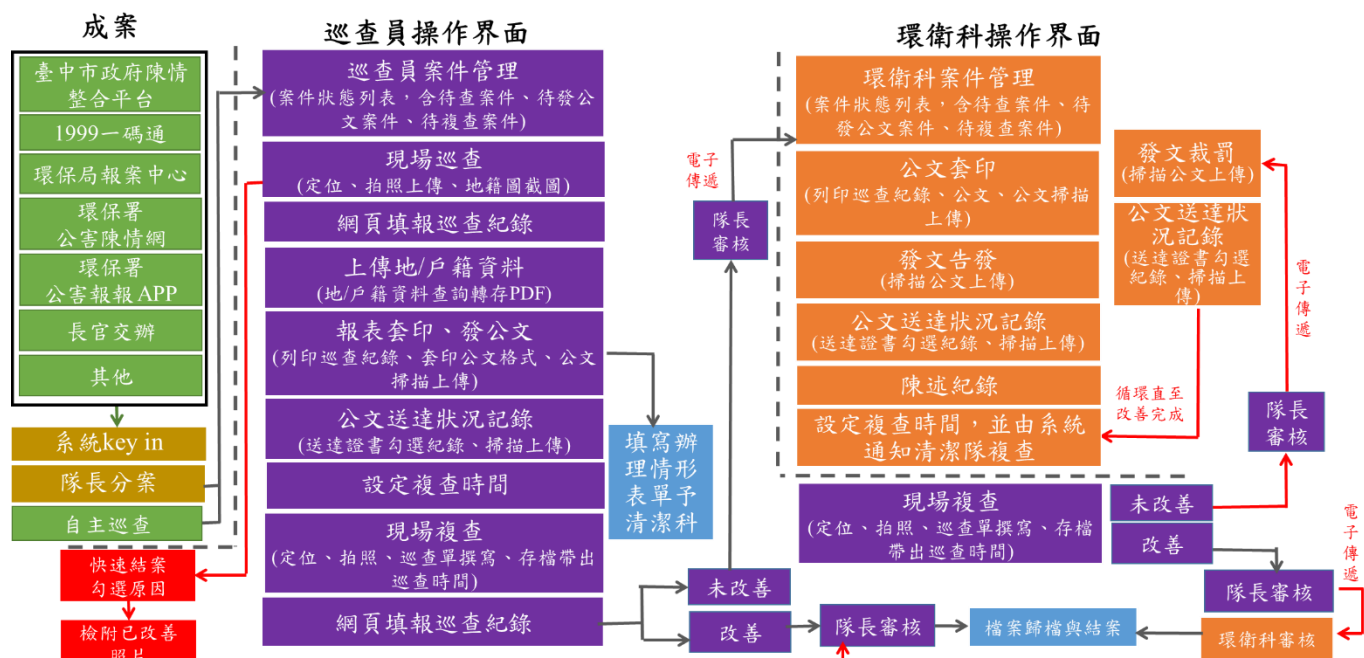 成案
臺中市政府陳情
整合平台
1999一碼通
環保局報案中心
環保署
公害陳情網
環保署
公害報報APP
長官交辦
其他
系統key in
隊長分案
自主巡查
快速結案
勾選原因
檢附已改善
照片
巡查員操作界面
巡查員案件管理
(案件狀態列表，含待查案件、待發公
文案件、待複查案件)
現場巡查
(定位、拍照上傳、地籍圖截圖)
網頁填報巡查紀錄
上傳地/戶籍資料
(地/戶籍資料查詢轉存PDF)
報表套印、發公文
(列印巡查紀錄、套印公文格式、公文
掃描上傳)
公文送達狀況記錄
(送達證書勾選紀錄、掃描上傳)
設定複查時間
現場複查
(定位、拍照、巡查單撰寫、存檔帶出
巡查時間)
網頁填報巡查紀錄
填寫辦
理情形
表單予
清潔科
未改善
改善
電子
傳遞
隊長
審核
隊長審核
檔案歸檔與結案
環衛科操作界面
環衛科案件管理
(案件狀態列表，含待查案件、待
發公文案件、待複查案件)
公文套印
(列印巡查紀錄、公文、公文掃描
上傳)
發文告發
(掃描公文上傳)
公文送達狀況記錄
(送達證書勾選紀錄、掃描上傳)
陳述紀錄
設定複查時間，並由系統
通知清潔隊複查
發文裁罰
(掃描公文上傳)
公文送達狀
況記錄
(送達證書勾選
紀錄、掃描上
傳)
循環直至
改善完成
電子傳遞
隊長
審核
現場複查
(定位、拍照、巡查單撰寫、存檔
帶出巡查時間)
未改善
改善
電子傳遞
隊長審核
環衛科審核